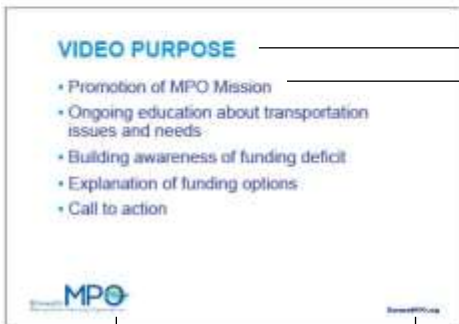 VIDEO PURPOSE
• Promotion of MPO Mission
• Ongoing education about transportation
issues and needs
• Building awareness of funding deficit
• Explanation of funding options
• Call to action
MPO